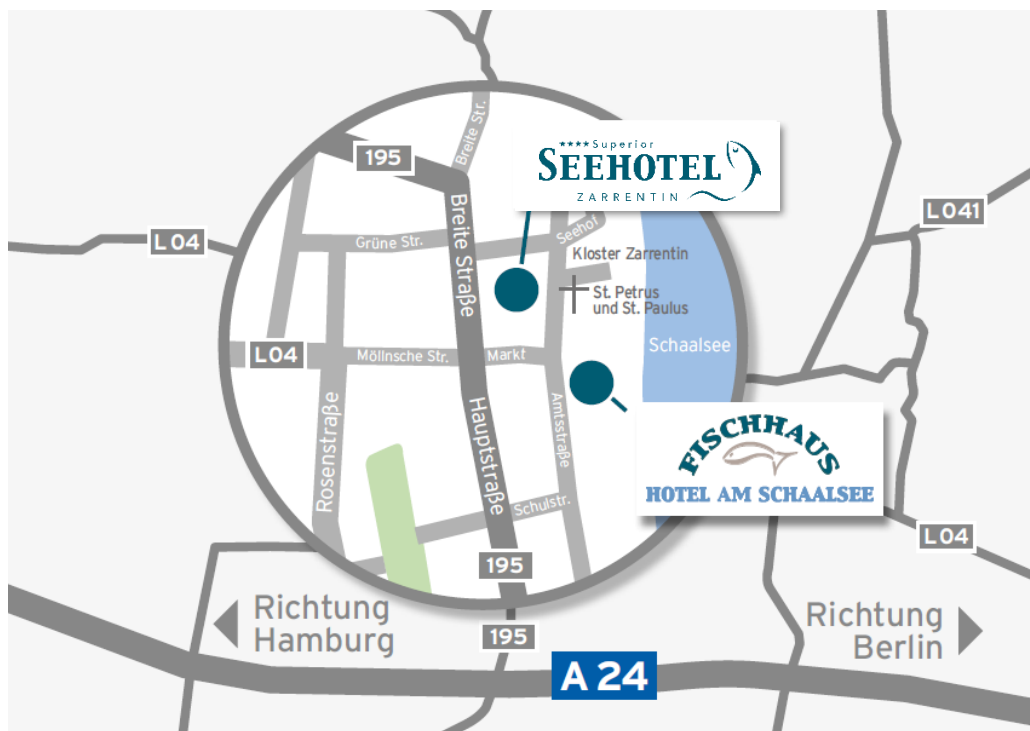 Breite Str.
195
****Superior
SEEHOTEL
ZARRENTIN
L041
L04
Grüne Str.
Breite Straße
Seehof
Kloster Zarrentin
St. Petrus
und St. Paulus
Schaalsee
L04
Möllnsche Str.
Markt
Rosenstraße
Hauptstraße
Amtsstraße
FISCHHAUS
HOTEL AM SCHAALSEE
Schulstr.
L04
195
Richtung
Hamburg
195
Richtung
Berlin
A 24